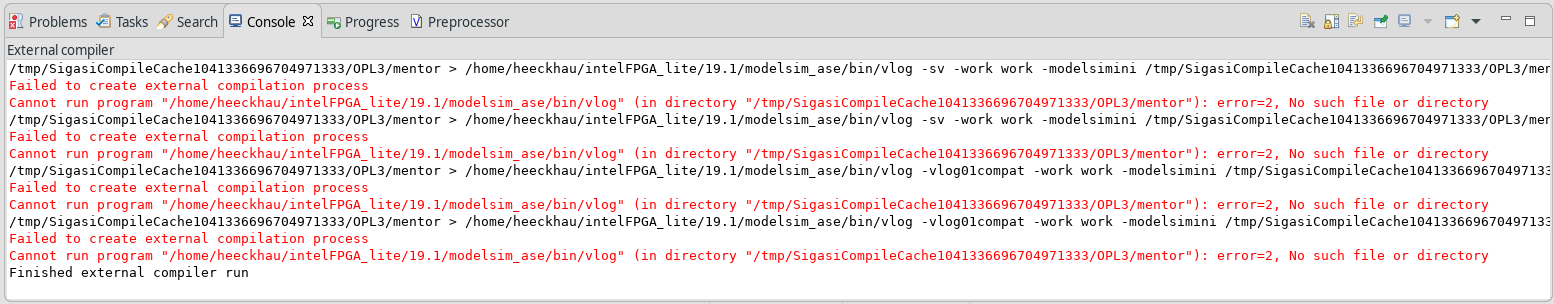 Problems Tasks Search Console Progress Preprocessor
External compiler
/tmp/SigasiCompileCache1041336696704971333/OPL3/mentor > /home/heeckhau/intelFPGA_lite/19.1/modelsim_ase/bin/vlog -sv -work work -modelsimini /tmp/SigasiCompileCache1041336696704971333/OPL3/mer
Failed to create external compilation process
Cannot run program "/home/heeckhau/intelFPGA_lite/19.1/modelsim_ase/bin/vlog" (in directory "/tmp/SigasiCompileCache1041336696704971333/OPL3/mentor"): error=2, No such file or directory
/tmp/SigasiCompileCache1041336696704971333/OPL3/mentor > /home/heeckhau/intelFPGA_lite/19.1/modelsim_ase/bin/vlog -sv -work work -modelsimini /tmp/SigasiCompileCache1041336696704971333/OPL3/mer
Failed to create external compilation process
Cannot run program "/home/heeckhau/intelFPGA_lite/19.1/modelsim_ase/bin/vlog" (in directory "/tmp/SigasiCompileCache1041336696704971333/OPL3/mentor"): error=2, No such file or directory
/tmp/SigasiCompileCache1041336696704971333/OPL3/mentor > /home/heeckhau/intelFPGA_lite/19.1/modelsim_ase/bin/vlog -vlog01compat -work work -modelsimini /tmp/SigasiCompileCache10413366967049713​33
Failed to create external compilation process
Cannot run program "/home/heeckhau/intelFPGA_lite/19.1/modelsim_ase/bin/vlog" (in directory "/tmp/SigasiCompileCache1041336696704971333/OPL3/mentor"): error=2, No such file or directory
/tmp/SigasiCompileCache1041336696704971333/OPL3/mentor > /home/heeckhau/intelFPGA_lite/19.1/modelsim_ase/bin/vlog -vlog01compat -work work -modelsimini /tmp/SigasiCompileCache1041336696704971333
Failed to create external compilation process
Cannot run program "/home/heeckhau/intelFPGA_lite/19.1/modelsim_ase/bin/vlog" (in directory "/tmp/SigasiCompileCache1041336696704971333/OPL3/mentor"): error=2, No such file or directory
Finished external compiler run